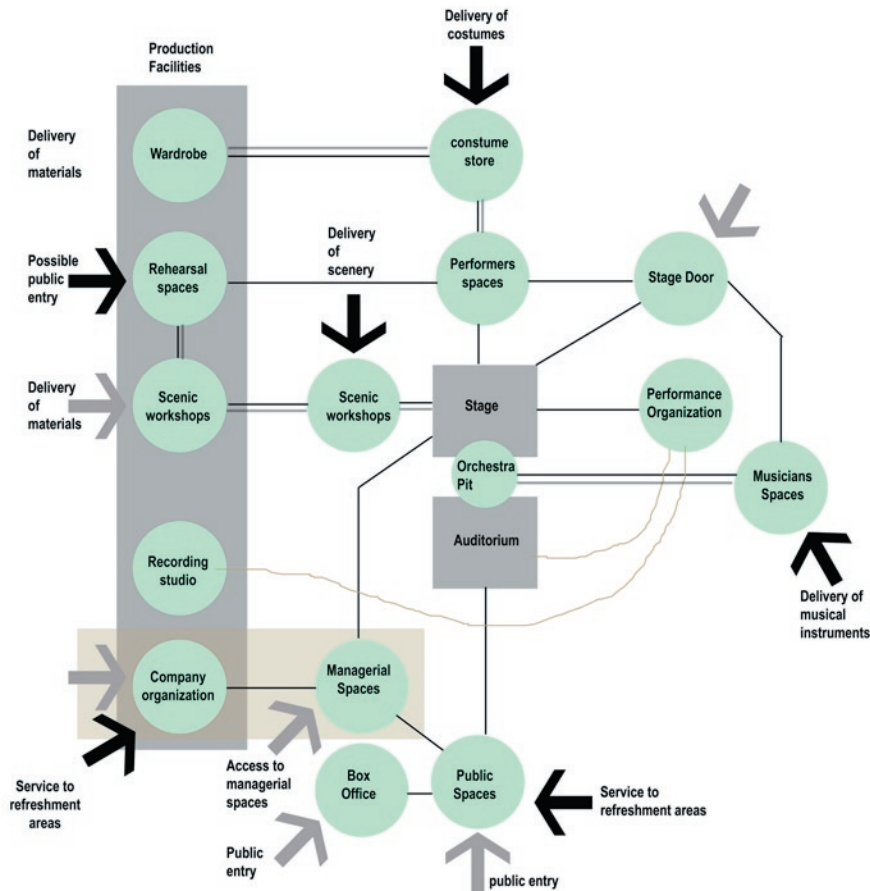 Delivery of
costumes
Production
Facilities
Delivery
of
materials
Wardrobe
constume
store
Delivery
of
scenery
Possible
public
entry
Rehearsal
spaces
Performers
spaces
Stage Door
Delivery
of
materials
Scenic
workshops
Scenic
workshops
Stage
Performance
Organization
Orchestra
Pit
Musicians
Spaces
Auditorium
Recording
studio
Delivery of
musical
instruments
Company
organization
Managerial
Spaces
Service to
refreshment
areas
Access to
managerial
spaces
Box
Office
Public
Spaces
Service to
refreshment areas
Public
entry
public entry